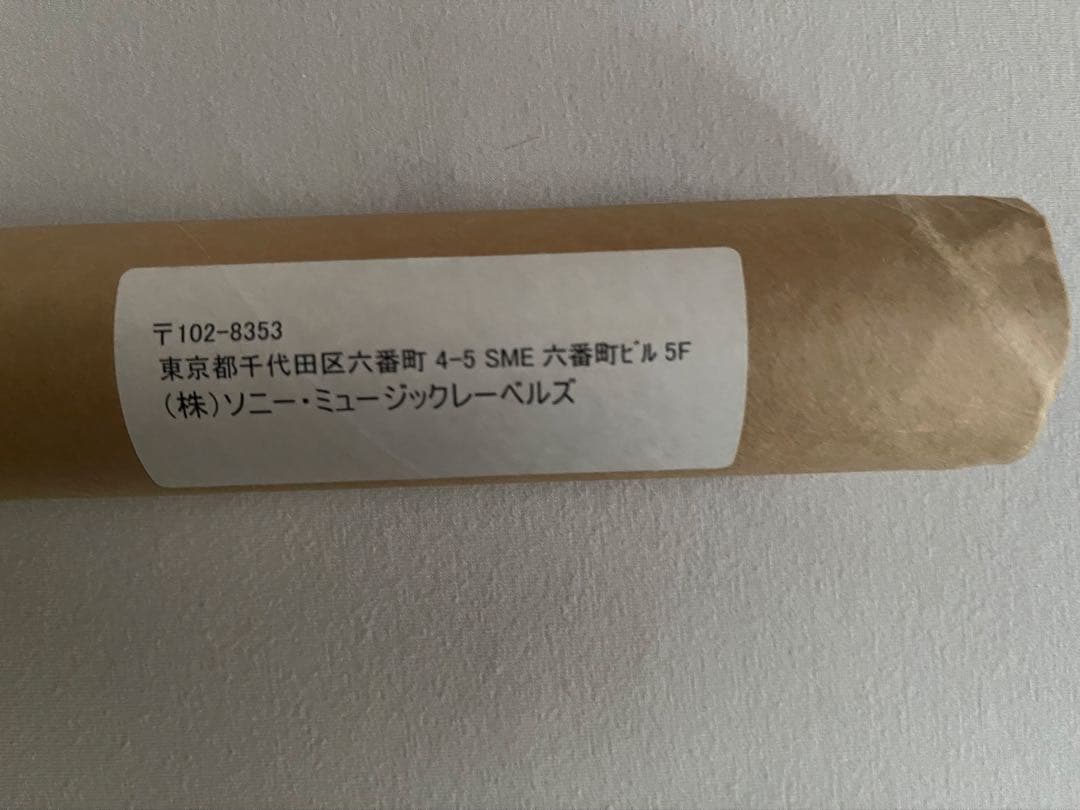 〒102-8353
東京都千代田区六番町 4-5 SME 六番町ﾋﾞﾙ 5F
（株）ソニー・ミュージックレーベルズ